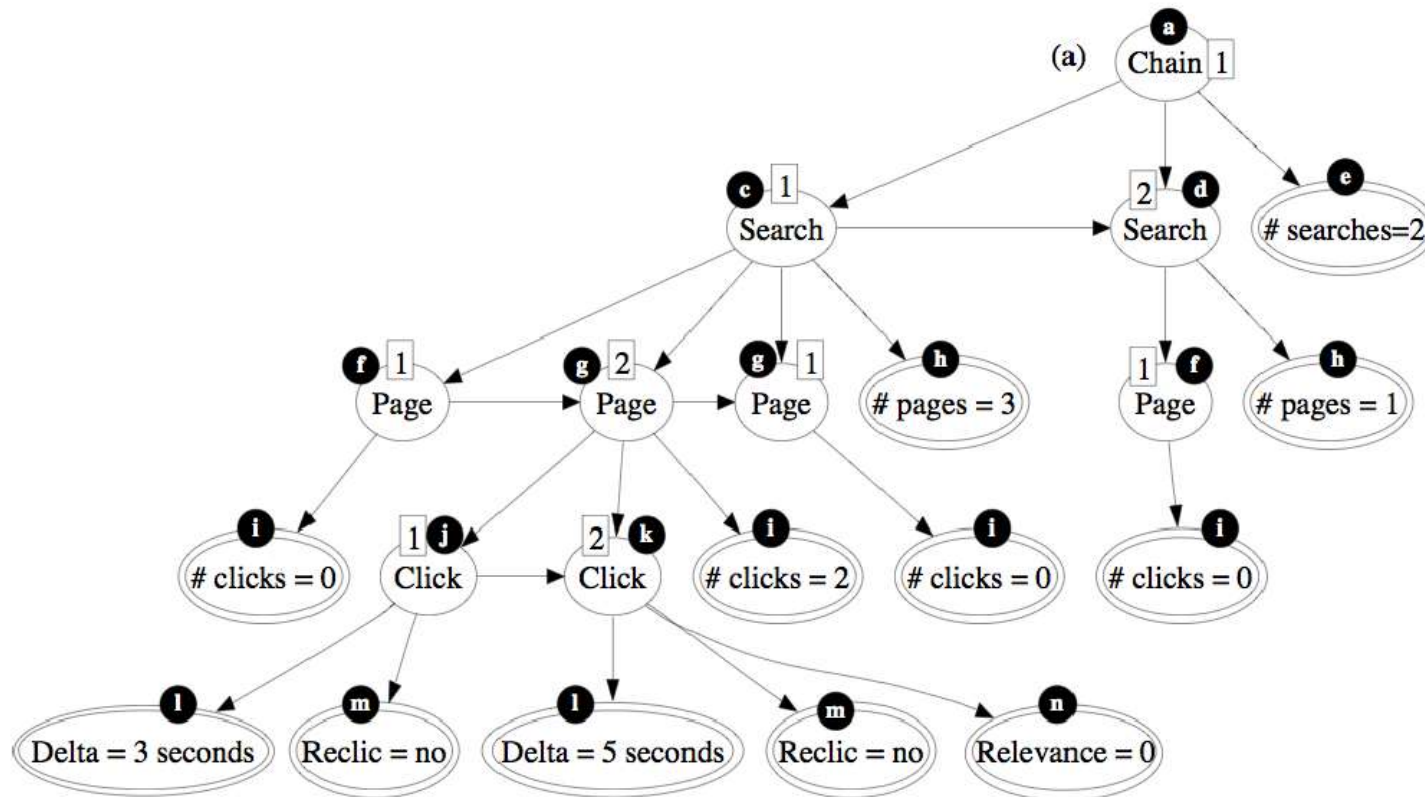 a
(a)
Chain 1
c 1
Search
2 d
Search
e
# searches=2
f 1
Page
g 2
Page
g 1
Page
h
# pages = 3
1 f
Page
h
# pages = 1
i
# clicks = 0
1 j
Click
2 k
Click
i
# clicks = 2
i
# clicks = 0
i
# clicks = 0
l
Delta = 3 seconds
m
Reclic = no
l
Delta = 5 seconds
m
Reclic = no
n
Relevance = 0